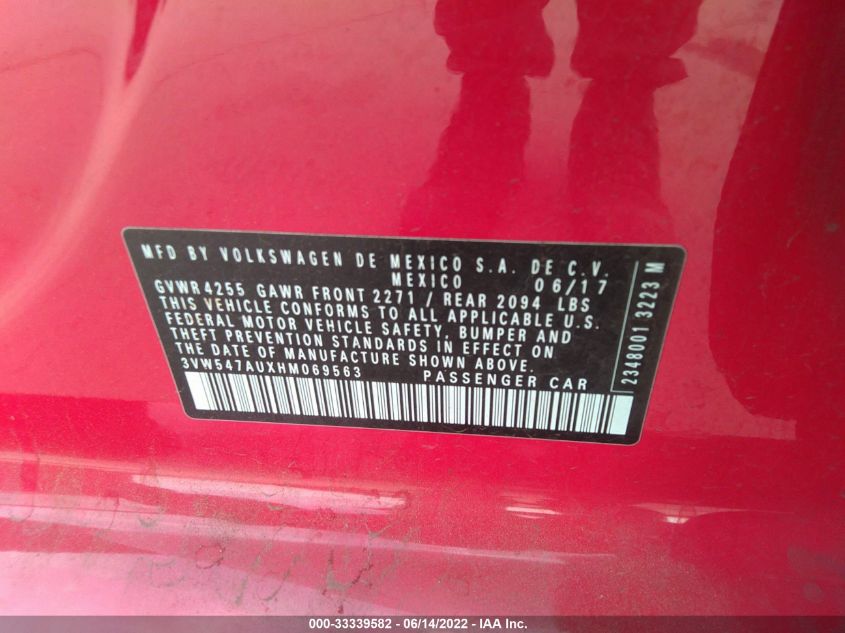 MFD BY VOLKSWAGEN DE MEXICO S.A. DE C.V.
MEXICO 06/17
GVWR 4255 GAWR FRONT 2271 / REAR 2094 LBS
THIS VEHICLE CONFORMS TO ALL APPLICABLE U.S.
FEDERAL MOTOR VEHICLE SAFETY, BUMPER AND
THEFT PREVENTION STANDARDS IN EFFECT ON
THE DATE OF MANUFACTURE SHOWN ABOVE.
3VW547AUXHM069563 PASSENGER CAR
2348001 3223 M
000-33339582 - 06/14/2022 - IAA Inc.